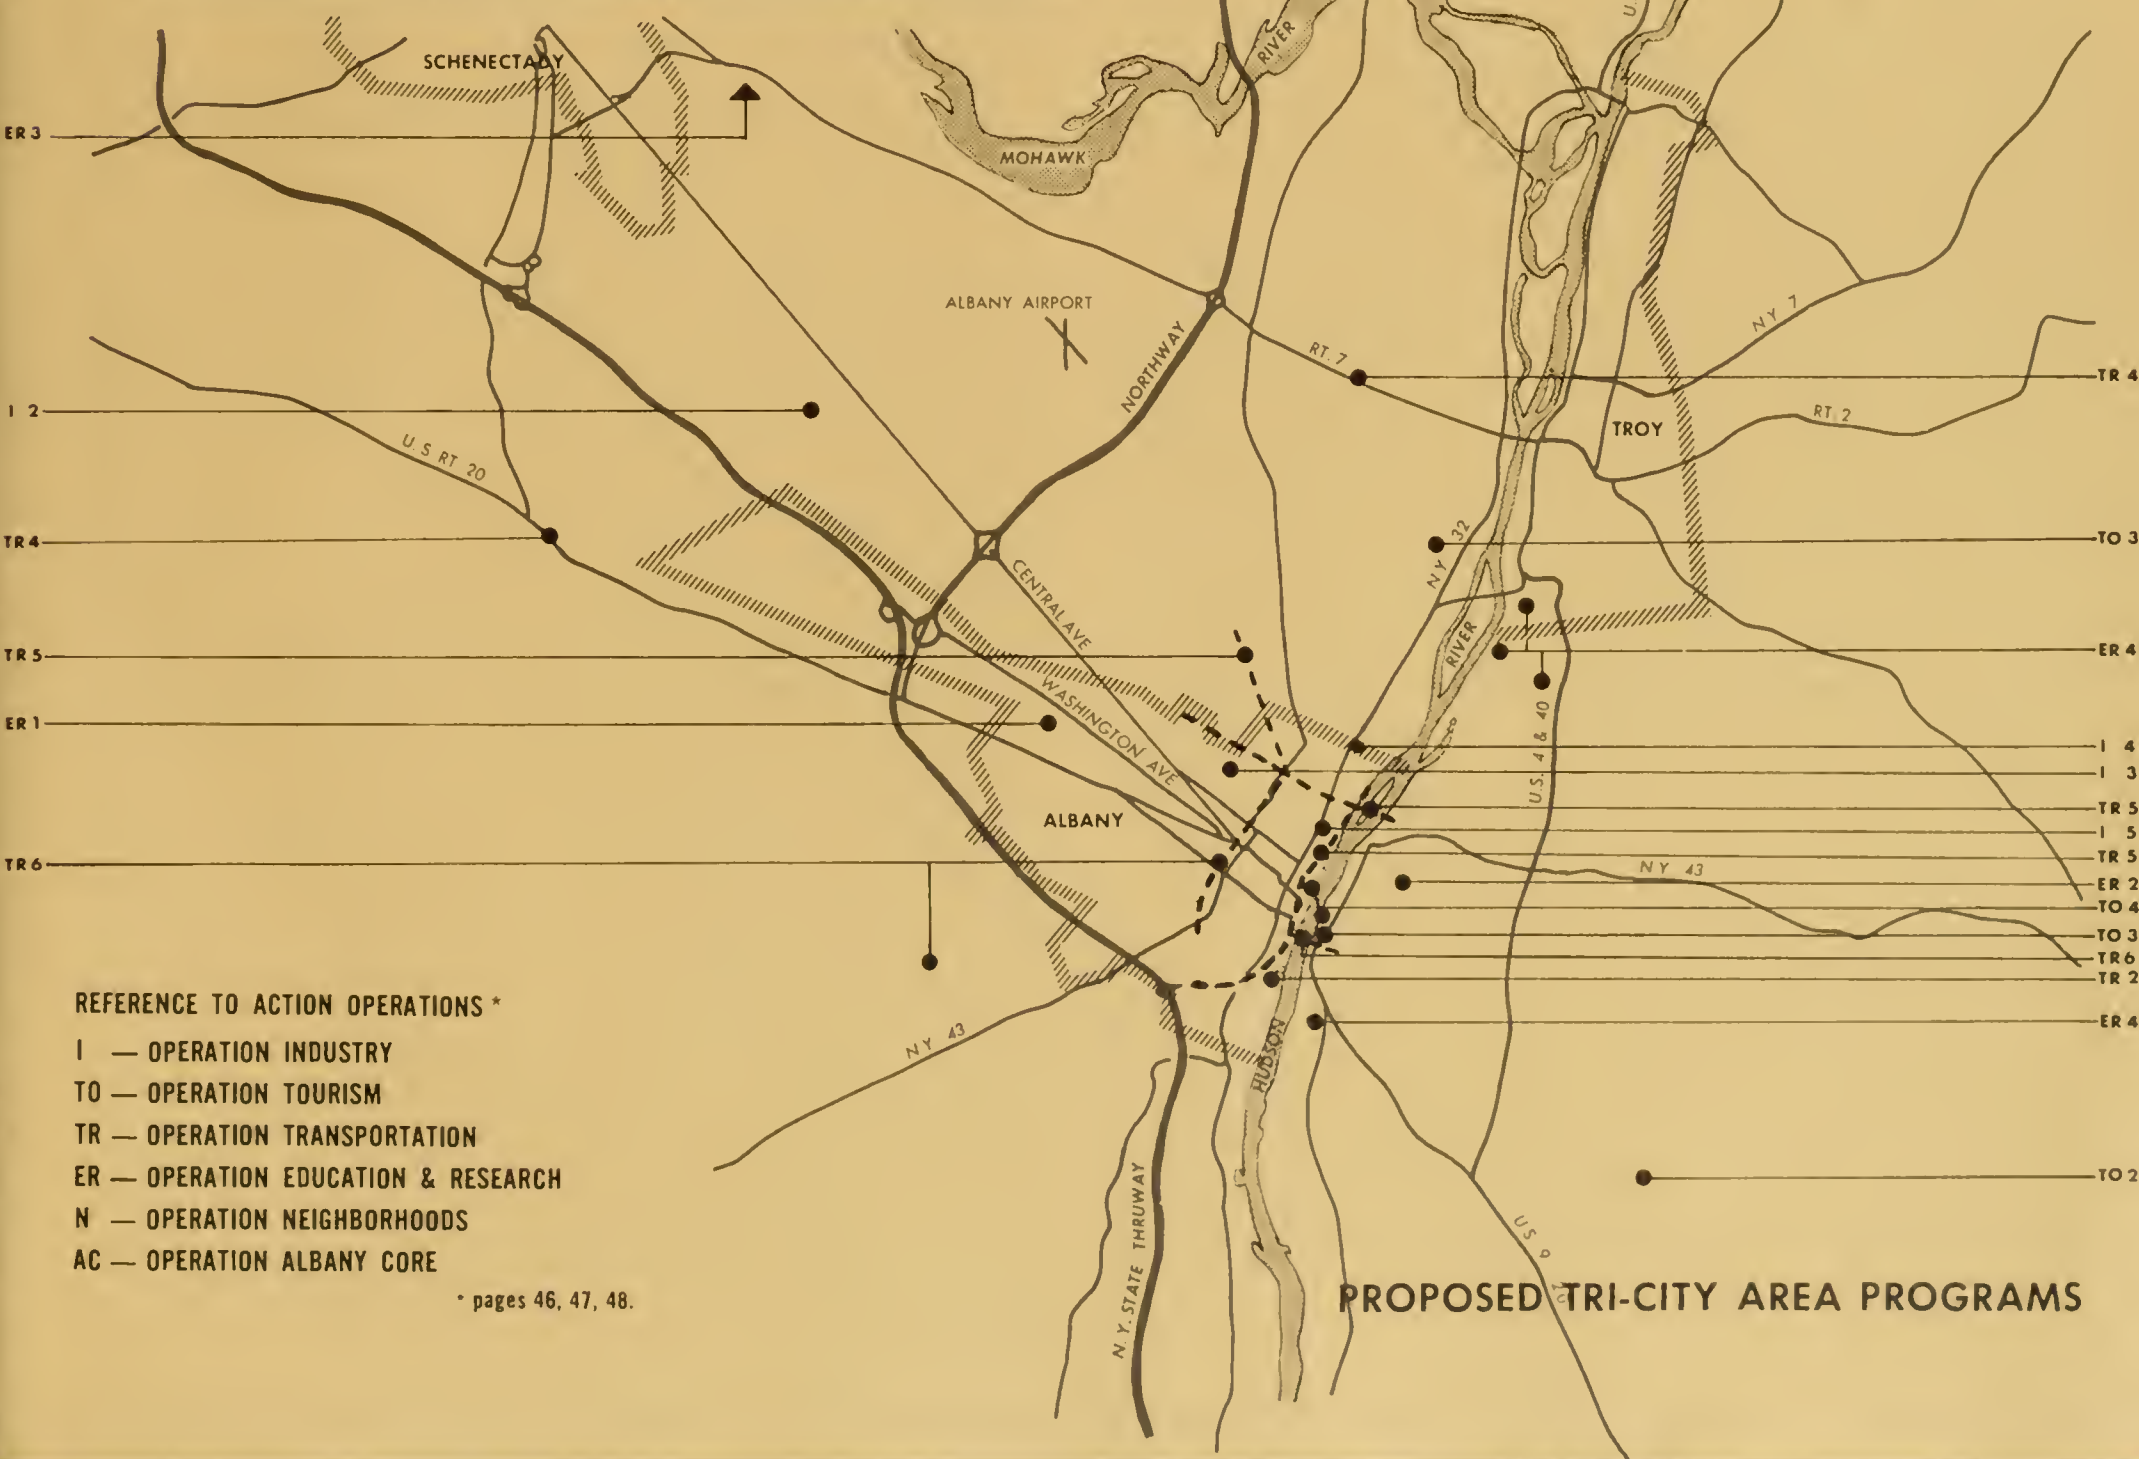 U.
SCHENECTADY
RIVER
ER 3
MOHAWK
ALBANY AIRPORT
NY 7
NORTHWAY
RT. 7
TR 4
I 2
RT. 2
TROY
U.S RT 20
NY 32
TR 4
TO 3
CENTRAL AVE
RIVER
TR 5
ER 4
WASHINGTON AVE
ER 1
U.S. 4 & 40
I 4
I 3
TR 5
ALBANY
I 5
TR 5
TR 6
NY 43
ER 2
TO 4
TO 3
TR 6
TR 2
REFERENCE TO ACTION OPERATIONS *
ER 4
NY 43
HUDSON
I — OPERATION INDUSTRY
TO — OPERATION TOURISM
TR — OPERATION TRANSPORTATION
ER — OPERATION EDUCATION & RESEARCH
TO 2
N — OPERATION NEIGHBORHOODS
AC — OPERATION ALBANY CORE
N.Y. STATE THRUWAY
US 9 20
* pages 46, 47, 48.
PROPOSED TRI-CITY AREA PROGRAMS